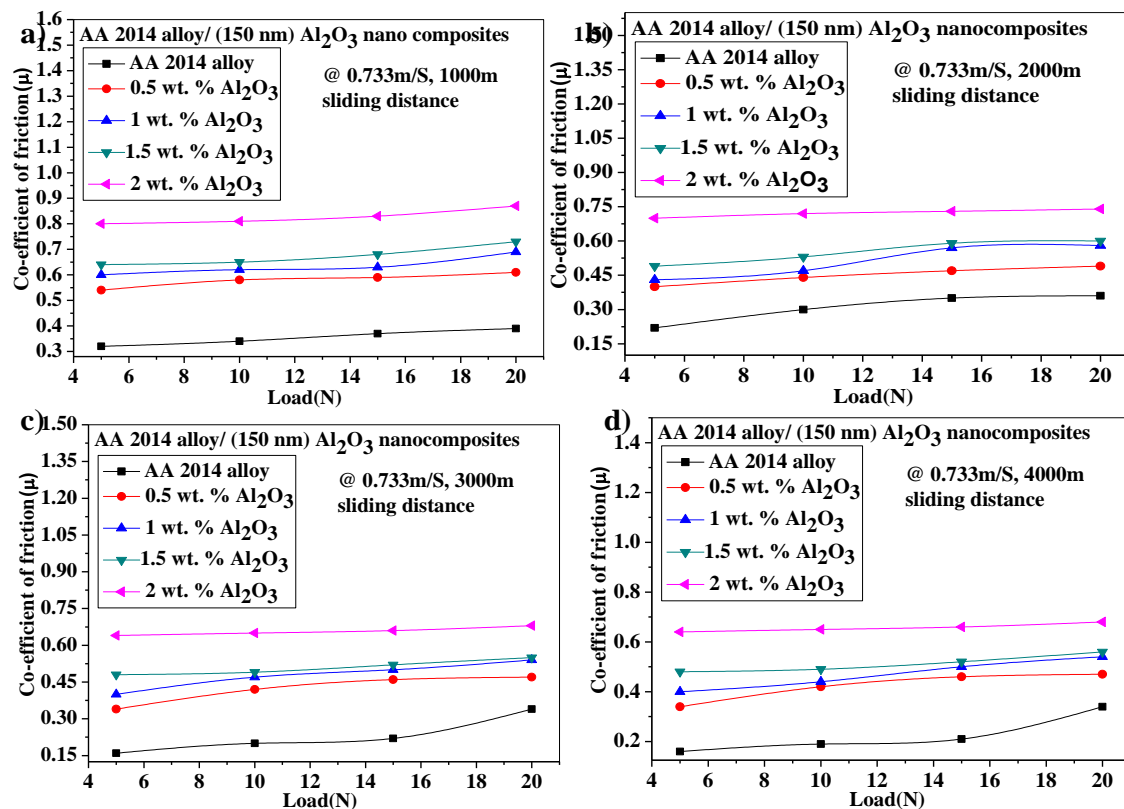 a)
AA 2014 alloy/ (150 nm) Al2O3 nano composites
AA 2014 alloy
0.5 wt. % Al2O3
1 wt. % Al2O3
1.5 wt. % Al2O3
2 wt. % Al2O3
@ 0.733m/S, 1000m
sliding distance
Co-efficient of friction(μ)
1.6
1.5
1.4
1.3
1.2
1.1
1.0
0.9
0.8
0.7
0.6
0.5
0.4
0.3
4 6 8 10 12 14 16 18 20
Load(N)
b)
AA 2014 alloy/ (150 nm) Al2O3 nanocomposites
AA 2014 alloy
0.5 wt. % Al2O3
1 wt. % Al2O3
1.5 wt. % Al2O3
2 wt. % Al2O3
@ 0.733m/S, 2000m
sliding distance
Co-efficient of friction(μ)
1.50
1.35
1.20
1.05
0.90
0.75
0.60
0.45
0.30
0.15
4 6 8 10 12 14 16 18 20
Load(N)
c)
AA 2014 alloy/ (150 nm) Al2O3 nanocomposites
AA 2014 alloy
0.5 wt. % Al2O3
1 wt. % Al2O3
1.5 wt. % Al2O3
2 wt. % Al2O3
@ 0.733m/S, 3000m
sliding distance
Co-efficient of friction(μ)
1.50
1.35
1.20
1.05
0.90
0.75
0.60
0.45
0.30
0.15
4 6 8 10 12 14 16 18 20
Load(N)
d)
AA 2014 alloy/ (150 nm) Al2O3 nanocomposites
AA 2014 alloy
0.5 wt. % Al2O3
1 wt. % Al2O3
1.5 wt. % Al2O3
2 wt. % Al2O3
@ 0.733m/S, 4000m
sliding distance
Co-efficient of friction(μ)
1.4
1.2
1.0
0.8
0.6
0.4
0.2
4 6 8 10 12 14 16 18 20
Load(N)